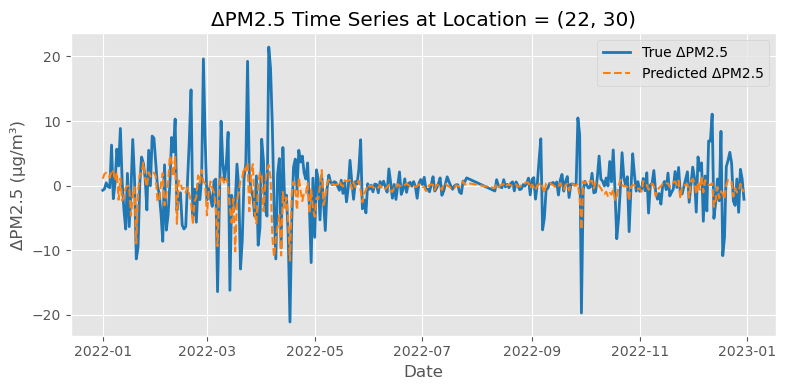 ΔPM2.5 Time Series at Location = (22, 30)
True ΔPM2.5
Predicted ΔPM2.5
ΔPM2.5 (μg/m³)
20
10
0
−10
−20
2022-01
2022-03
2022-05
2022-07
2022-09
2022-11
2023-01
Date